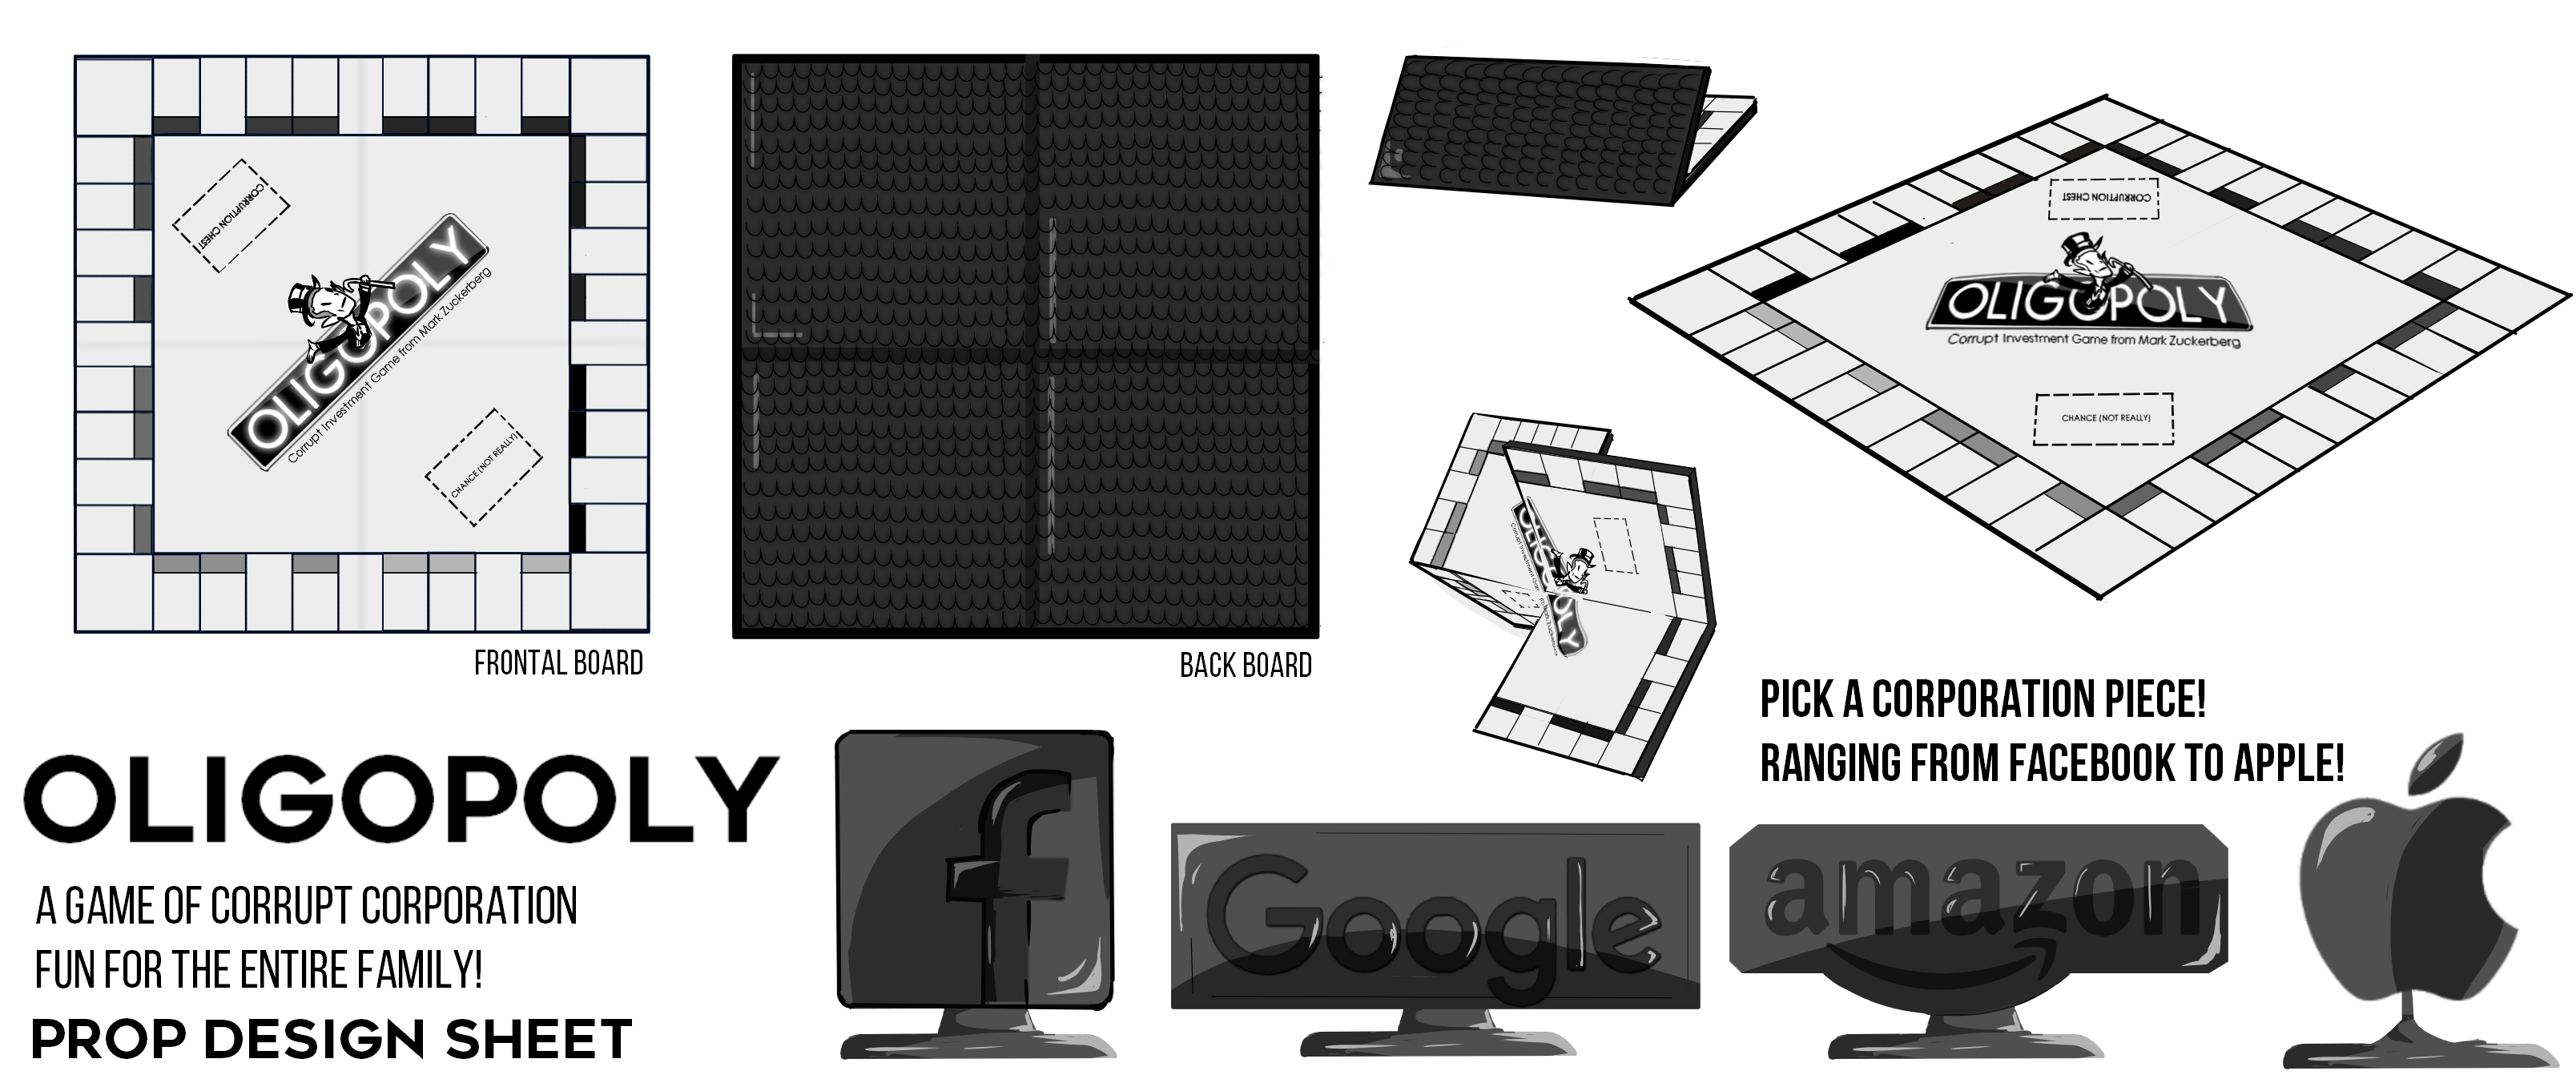 CORRUPTION CHEST
OLIGOPOLY
Corrupt Investment Game from Mark Zuckerberg
CHANCE (NOT REALLY)
FRONTAL BOARD
BACK BOARD
CORRUPTION CHEST
OLIGOPOLY
Corrupt Investment Game from Mark Zuckerberg
CHANCE (NOT REALLY)
OLIGOPOLY
PICK A CORPORATION PIECE!
RANGING FROM FACEBOOK TO APPLE!
OLIGOPOLY
A GAME OF CORRUPT CORPORATION
FUN FOR THE ENTIRE FAMILY!
PROP DESIGN SHEET
f
Google
amazon